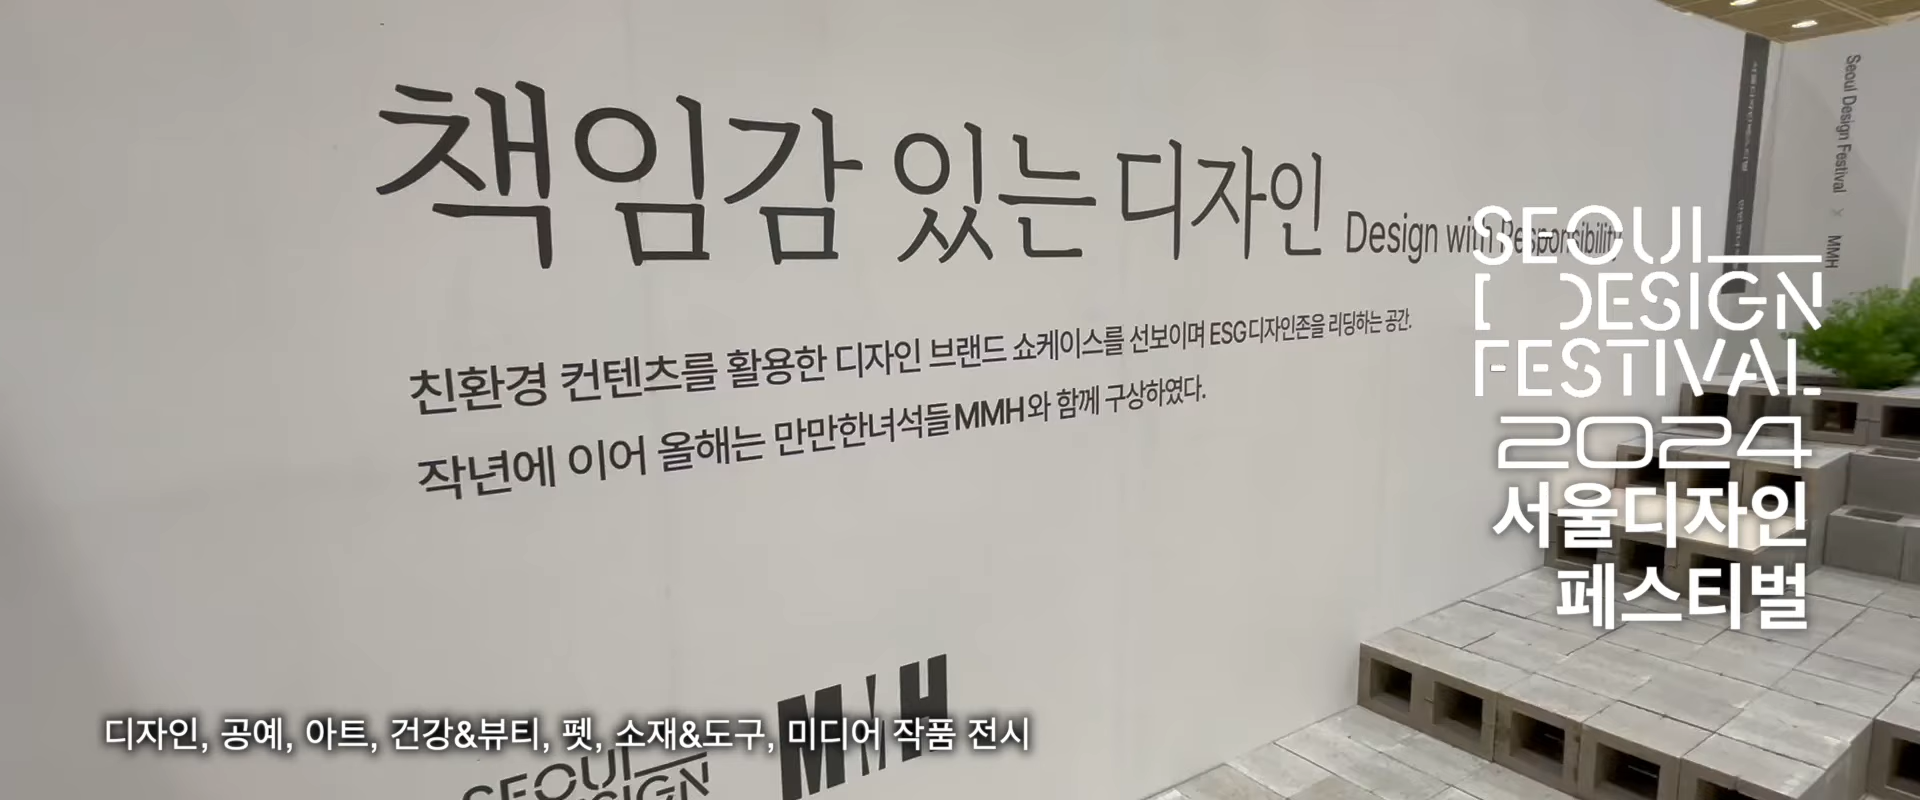 책임감 있는 디자인 Design with Responsibility
친환경 컨텐츠를 활용한 디자인 브랜드 쇼케이스를 선보이며 ESG 디자인존을 리딩하는 공간.
작년에 이어 올해는 만만한녀석들 MMH와 함께 구상하였다.
Seoul Design Festival x MMH
SEOUL
DESIGN
FESTIVAL
2024
서울디자인
페스티벌
MMH
디자인, 공예, 아트, 건강&뷰티, 펫, 소재&도구, 미디어 작품 전시
SEOUL
DESIGN